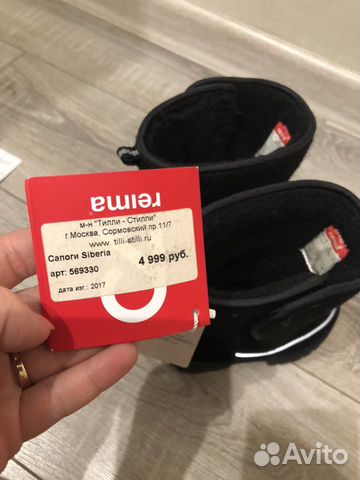 reima
м-н "Тилли - Стилли"
г.Москва, Сормовский пр.11/7
www. tilli-stilli.ru
Сапоги Siberia
4 999 руб.
арт: 569330
дата изг.: 2017
Avito